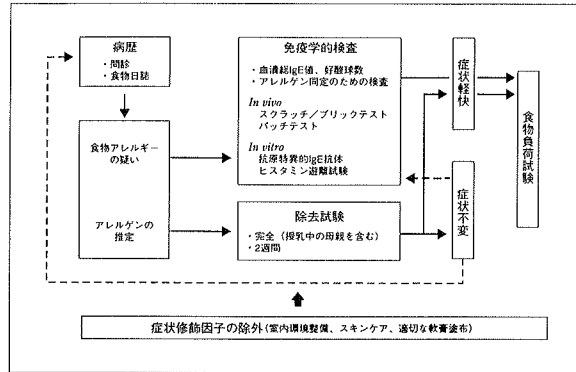 病歴
・問診
・食物日誌
食物アレルギー
の疑い
アレルゲンの
推定
免疫学的検査
・血清総IgE値、好酸球数
・アレルゲン同定のための検査
In vivo
スクラッチ／プリックテスト
パッチテスト
In vitro
抗原特異的IgE抗体
ヒスタミン遊離試験
除去試験
・完全（授乳中の母親を含む）
・2週間
症状軽快
症状不変
食物負荷試験
症状修飾因子の除外(室内環境整備、スキンケア、適切な軟膏塗布)